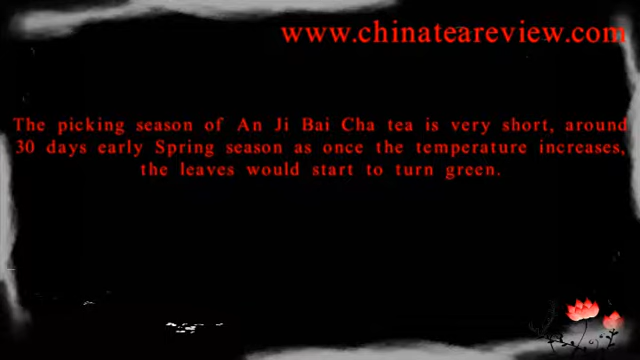 www.chinateareview.com
The picking season of An Ji Bai Cha tea is very short, around
30 days early Spring season as once the temperature increases,
the leaves would start to turn green.